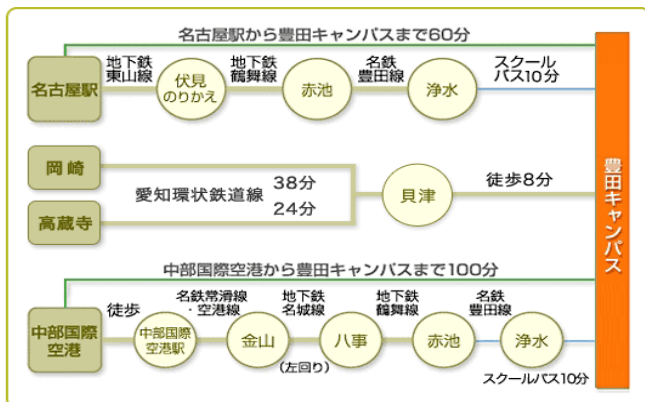 名古屋駅から豊田キャンパスまで60分
名古屋駅
地下鉄
東山線
伏見
のりかえ
地下鉄
鶴舞線
赤池
名鉄
豊田線
浄水
スクール
バス10分
岡崎
高蔵寺
愛知環状鉄道線
38分
24分
貝津
徒歩8分
豊田キャンパス
中部国際空港から豊田キャンパスまで100分
中部国際
空港
徒歩
中部国際
空港駅
名鉄常滑線
・空港線
金山
地下鉄
名城線
(左回り)
八事
地下鉄
鶴舞線
赤池
名鉄
豊田線
浄水
スクールバス10分